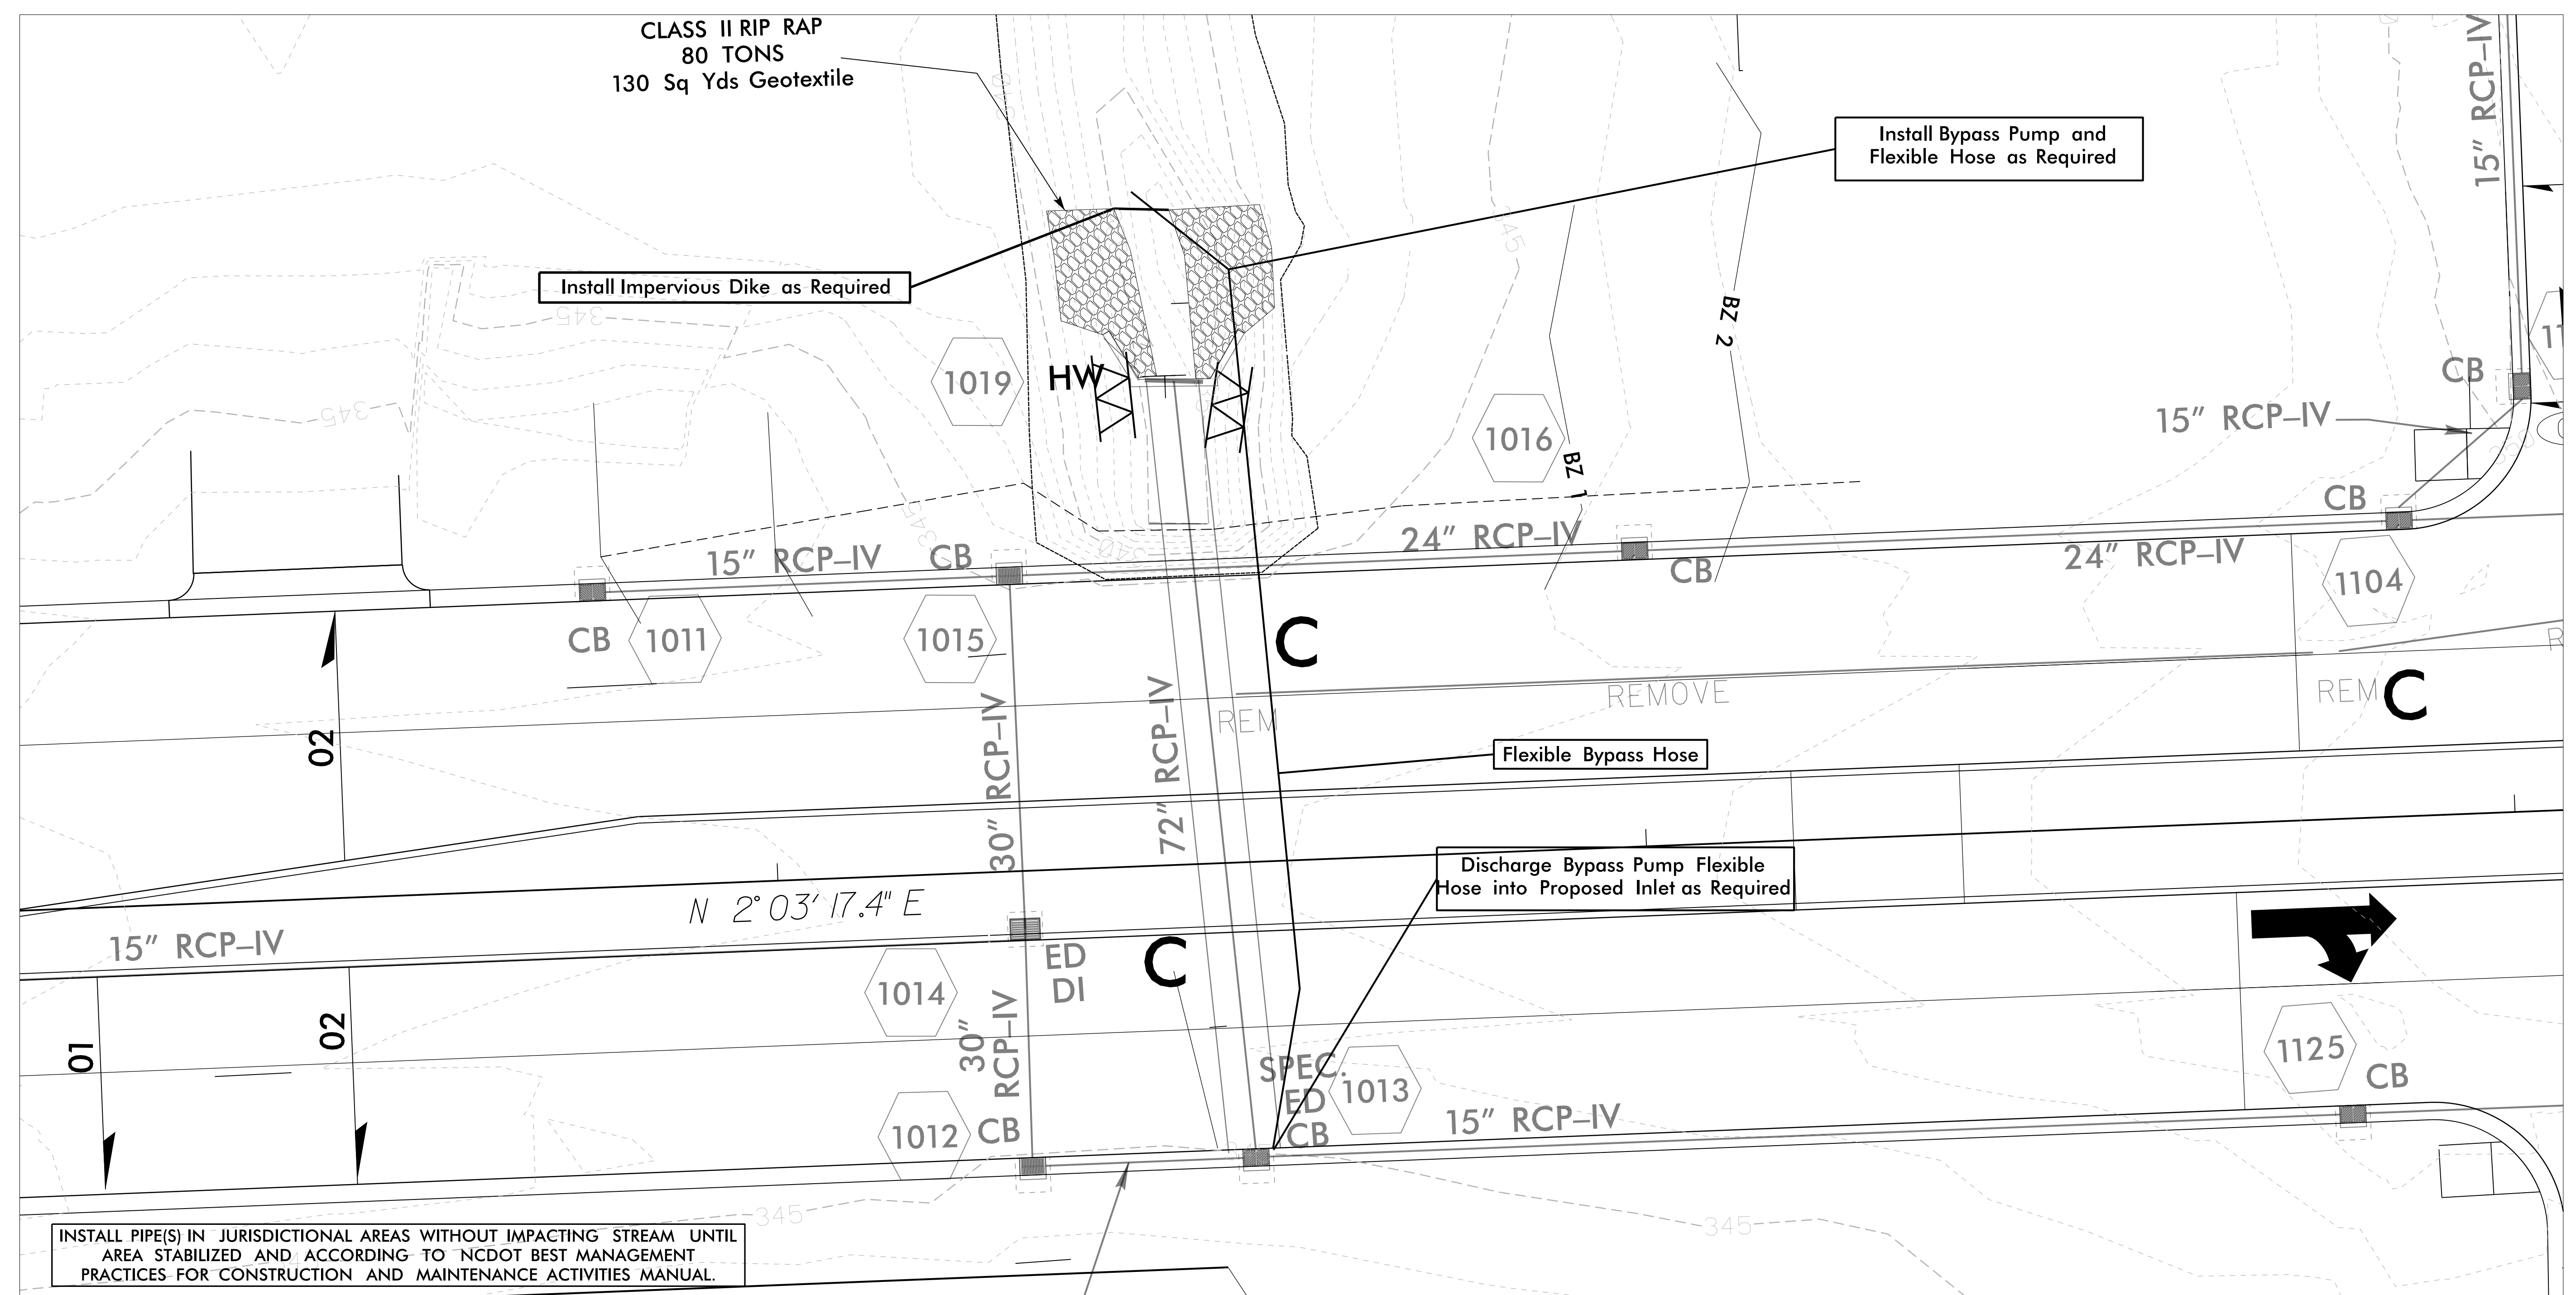 CLASS II RIP RAP
80 TONS
130 Sq Yds Geotextile
15" RCP-IV
Install Bypass Pump and
Flexible Hose as Required
345
Install Impervious Dike as Required
345
BZ 2
1019
HW
CB
345
15" RCP-IV
1016
BZ 1
CB
345
340
15" RCP-IV
CB
24" RCP-IV
CB
24" RCP-IV
1104
CB
1011
1015
C
02
30" RCP-IV
72" RCP-IV
REM
REMOVE
REM
C
Flexible Bypass Hose
Discharge Bypass Pump Flexible
Hose into Proposed Inlet as Required
N 2° 03' 17.4" E
15" RCP-IV
ED
DI
C
1014
01
02
30"
RCP-IV
SPEC.
ED
CB
1013
1125
CB
1012
CB
15" RCP-IV
345
345
INSTALL PIPE(S) IN JURISDICTIONAL AREAS WITHOUT IMPACTING STREAM UNTIL
AREA STABILIZED AND ACCORDING TO NCDOT BEST MANAGEMENT
PRACTICES FOR CONSTRUCTION AND MAINTENANCE ACTIVITIES MANUAL.